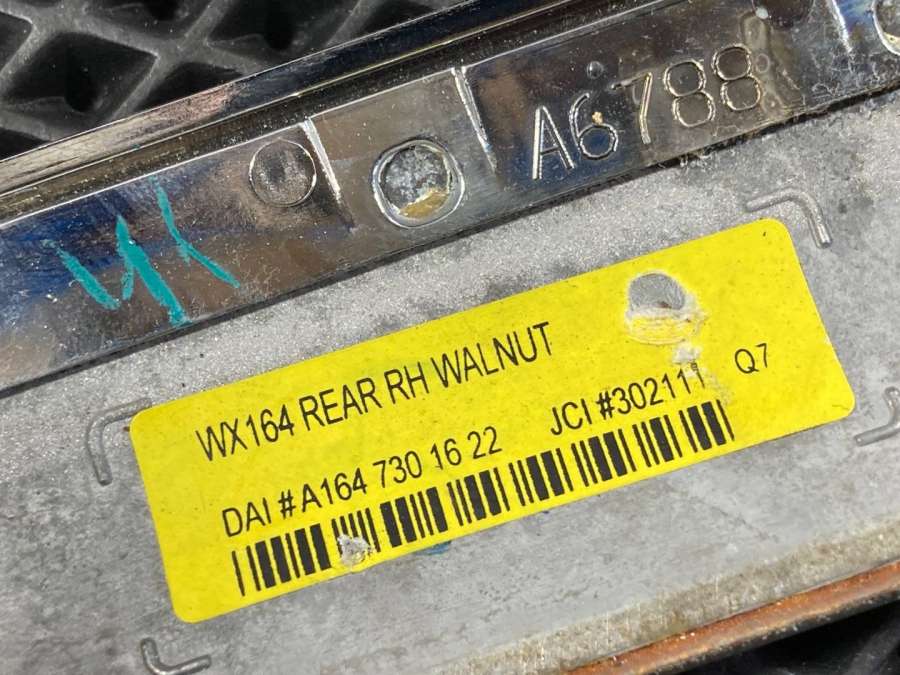 A6788
WX164 REAR RH WALNUT
DAI # A164 730 16 22 JCI #302111 Q7